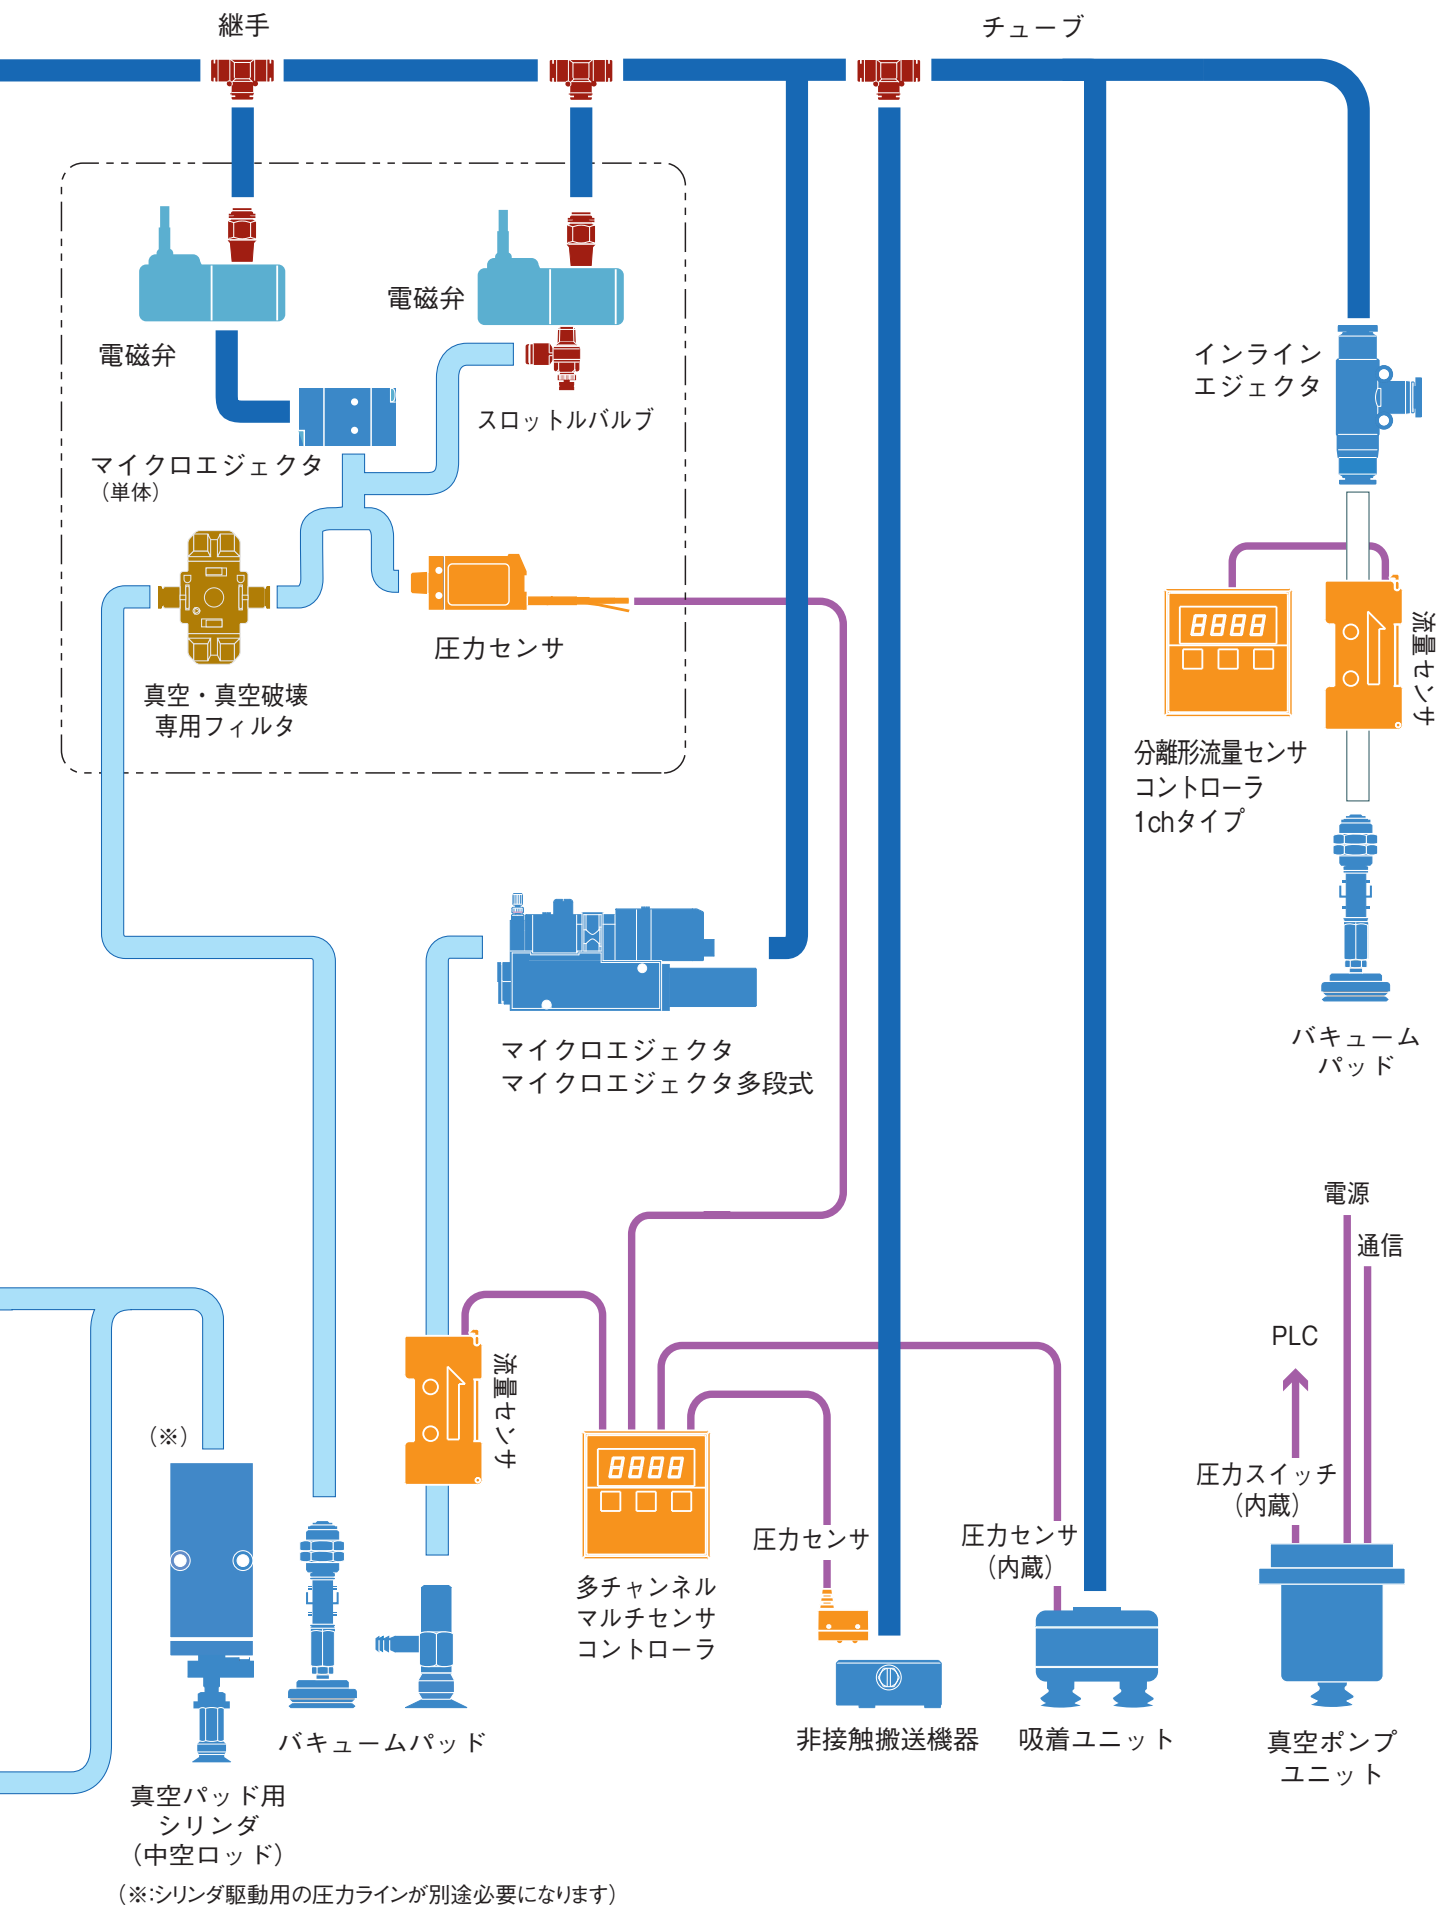 継手
チューブ
電磁弁
電磁弁
インライン
エジェクタ
スロットルバルブ
マイクロエジェクタ
（単体）
8888
流量センサ
圧力センサ
真空・真空破壊
専用フィルタ
分離形流量センサ
コントローラ
1chタイプ
マイクロエジェクタ
マイクロエジェクタ多段式
バキューム
パッド
電源
通信
PLC
流量センサ
（※）
8888
圧力スイッチ
（内蔵）
圧力センサ
圧力センサ
（内蔵）
多チャンネル
マルチセンサ
コントローラ
バキュームパッド
非接触搬送機器
吸着ユニット
真空ポンプ
ユニット
真空パッド用
シリンダ
（中空ロッド）
（※:シリンダ駆動用の圧力ラインが別途必要になります）